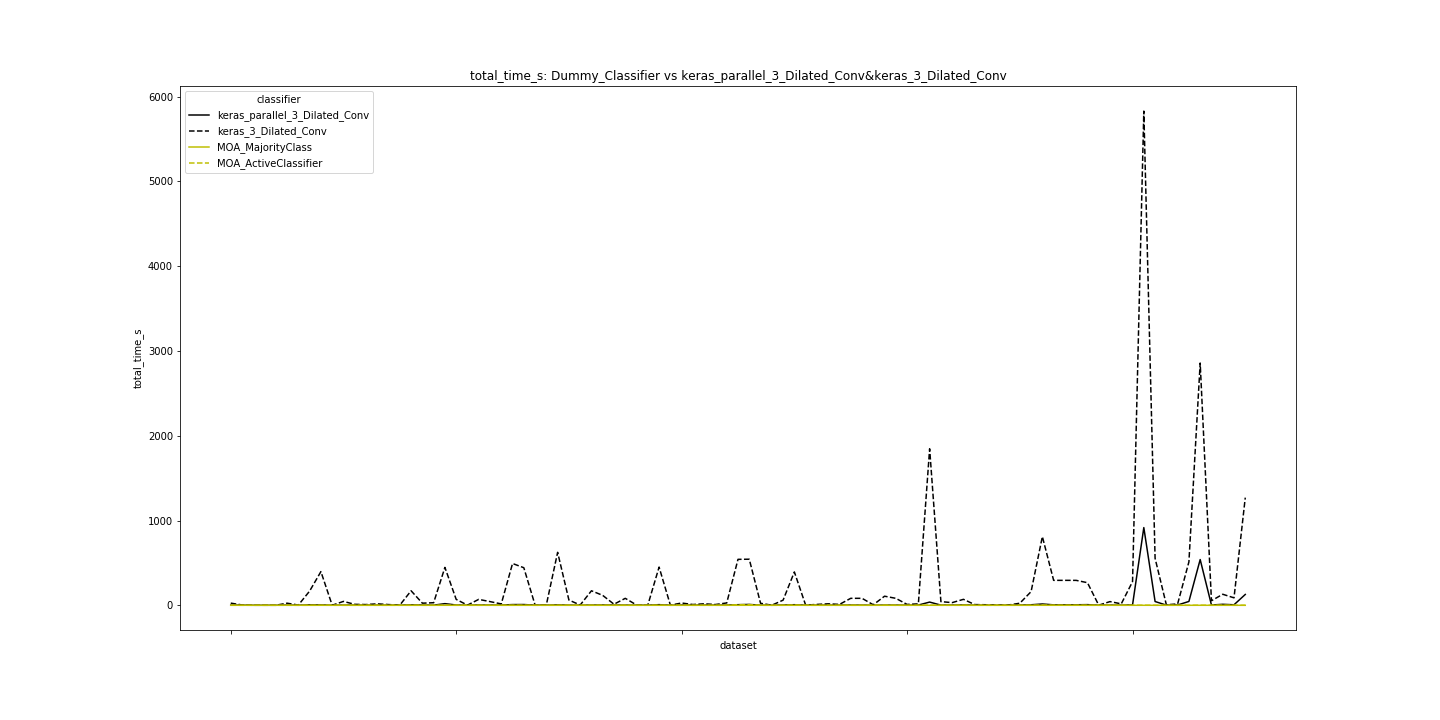 total_time_s: Dummy_Classifier vs keras_parallel_3_Dilated_Conv&keras_3_Dilated_Conv
classifier
keras_parallel_3_Dilated_Conv
keras_3_Dilated_Conv
MOA_MajorityClass
MOA_ActiveClassifier
6000
5000
4000
3000
2000
1000
0
total_time_s
dataset